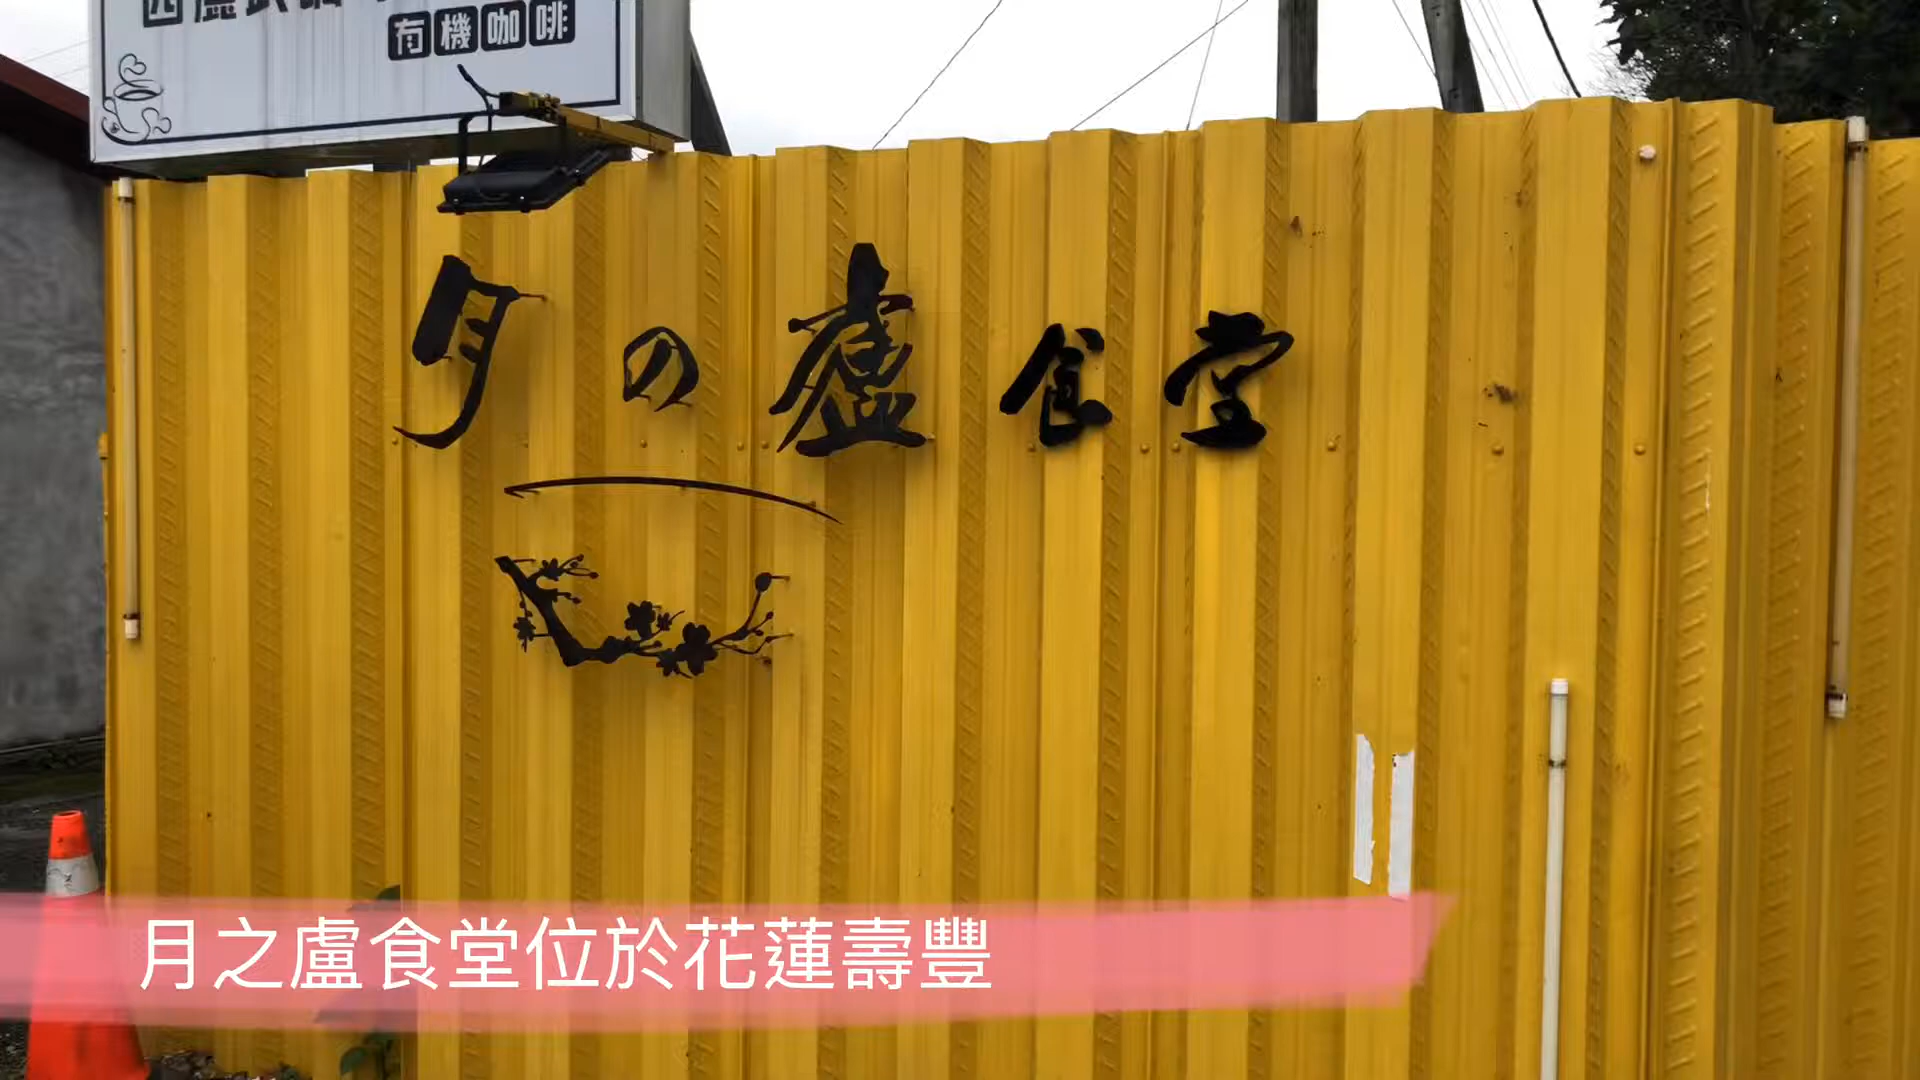 有機咖啡
月の盧食堂
月之盧食堂位於花蓮壽豐